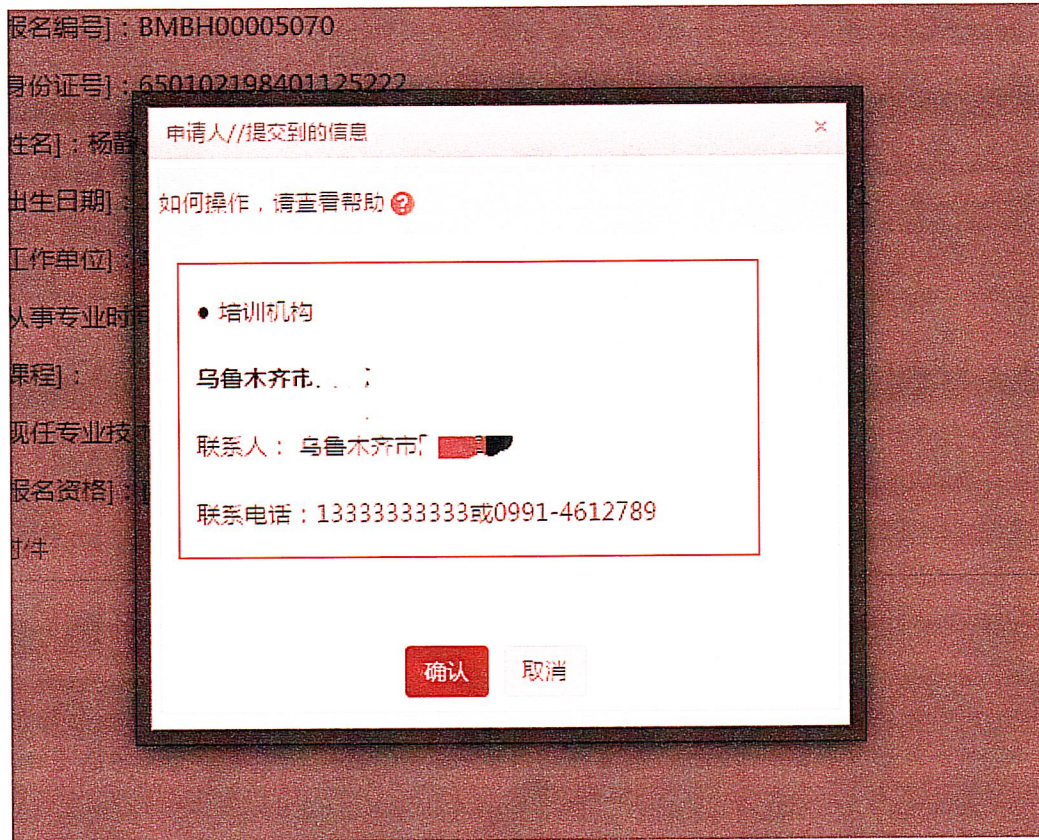 报名编号]：BMBH00005070
身份证号]：650102198401125222
姓名]：杨静
出生日期]：
工作单位]：
从事专业时
课程]：
现任专业技
报名资格]：
附件
申请人//提交到的信息
×
如何操作，请查看帮助 ?
● 培训机构
乌鲁木齐市
联系人： 乌鲁木齐市
联系电话：13333333333或0991-4612789
确认
取消